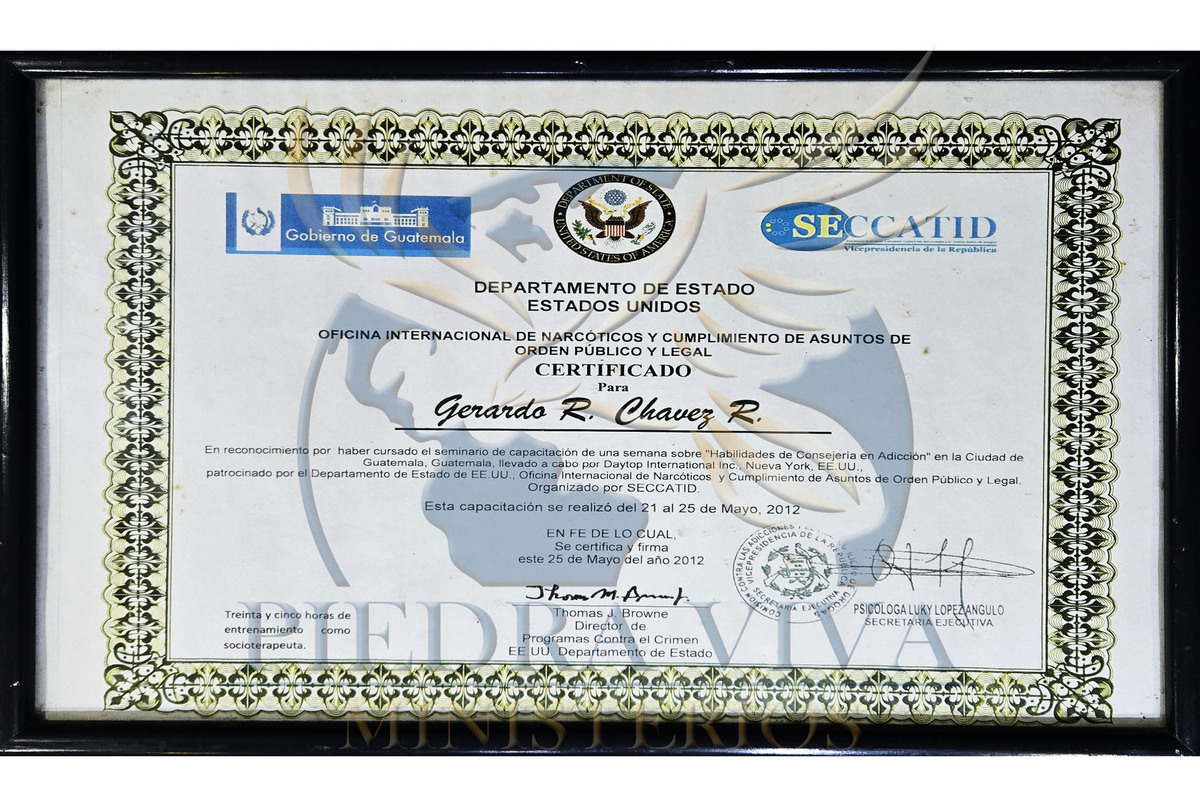 Gobierno de Guatemala
DEPARTMENT OF STATE
UNITED STATES OF AMERICA
SECCATID
Vicepresidencia de la República
DEPARTAMENTO DE ESTADO
ESTADOS UNIDOS
OFICINA INTERNACIONAL DE NARCÓTICOS Y CUMPLIMIENTO DE ASUNTOS DE
ORDEN PÚBLICO Y LEGAL
CERTIFICADO
Para
Gerardo R. Chavez R.
En reconocimiento por haber cursado el seminario de capacitación de una semana sobre "Habilidades de Consejería en Adicción" en la Ciudad de
Guatemala, Guatemala, llevado a cabo por Daytop International Inc., Nueva York, EE.UU.,
patrocinado por el Departamento de Estado de EE.UU., Oficina Internacional de Narcóticos y Cumplimiento de Asuntos de Orden Público y Legal.
Organizado por SECCATID.
Esta capacitación se realizó del 21 al 25 de Mayo, 2012
EN FE DE LO CUAL,
Se certifica y firma
este 25 de Mayo del año 2012
Treinta y cinco horas de
entrenamiento como
socioterapeuta.
Thomas J. Browne
Director de
Programas Contra el Crimen
EE.UU. Departamento de Estado
VICEPRESIDENCIA DE LA REPUBLICA
SECRETARIA EJECUTIVA
PSICOLOGA LUKY LOPEZ ANGULO
SECRETARIA EJECUTIVA
PIEDRA VIVA
MINISTERIOS